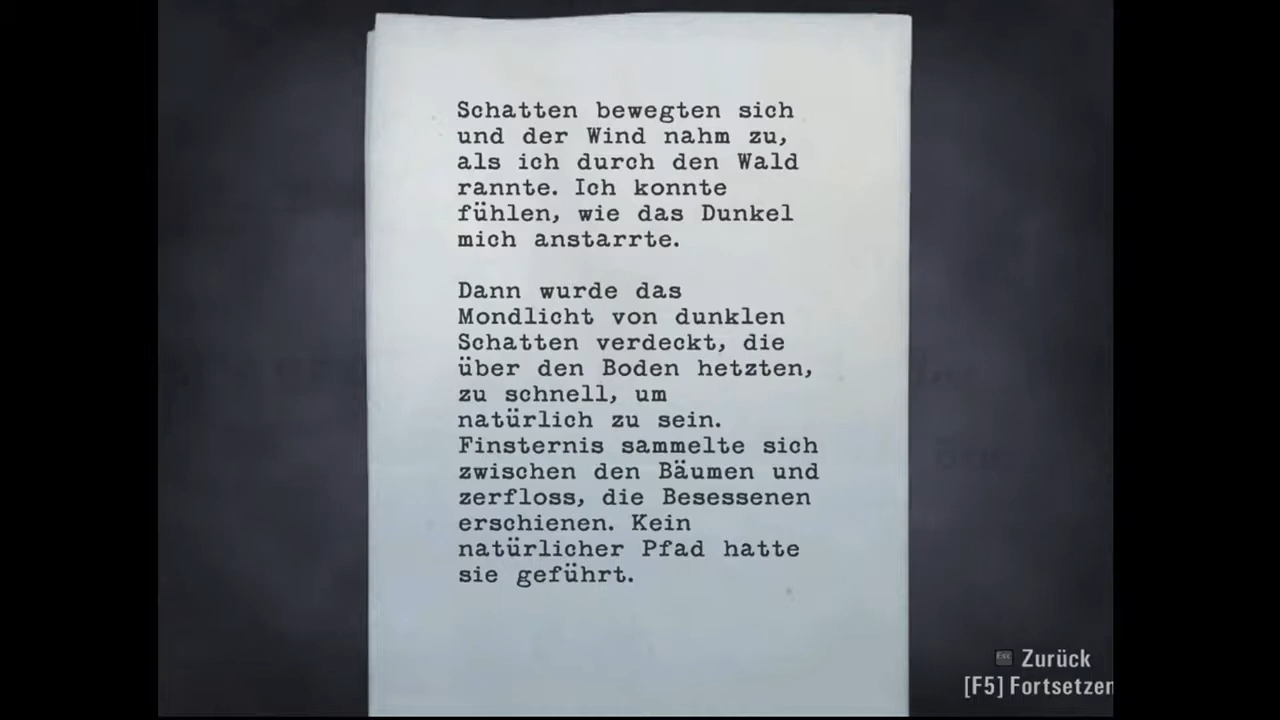 Schatten bewegten sich
und der Wind nahm zu,
als ich durch den Wald
rannte. Ich konnte
fühlen, wie das Dunkel
mich anstarrte.
Dann wurde das
Mondlicht von dunklen
Schatten verdeckt, die
über den Boden hetzten,
zu schnell, um
natürlich zu sein.
Finsternis sammelte sich
zwischen den Bäumen und
zerfloss, die Besessenen
erschienen. Kein
natürlicher Pfad hatte
sie geführt.
Esc Zurück
[F5] Fortsetzen